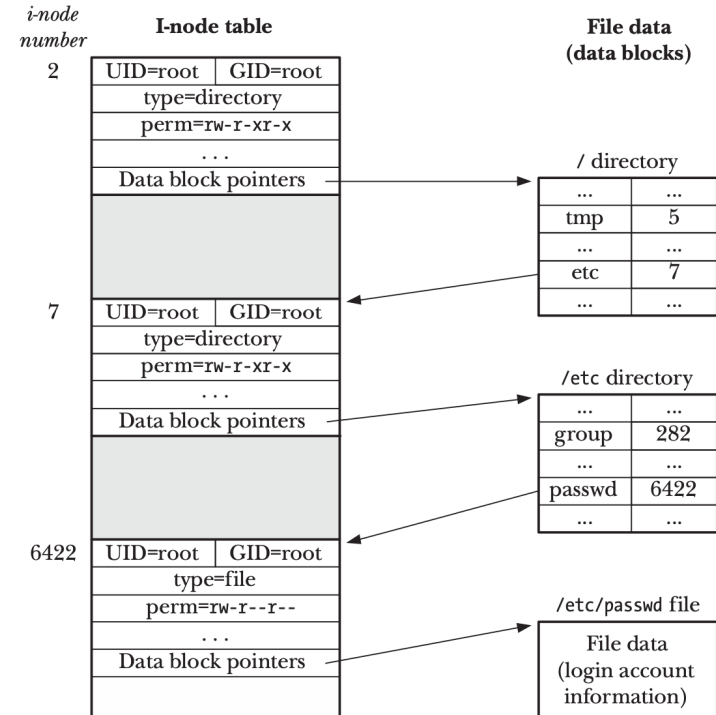 i-node
number
I-node table
File data
(data blocks)
2
UID=root GID=root
type=directory
perm=rw-r-xr-x
...
Data block pointers
/ directory
... ...
tmp 5
... ...
etc 7
... ...
7
UID=root GID=root
type=directory
perm=rw-r-xr-x
...
Data block pointers
/etc directory
... ...
group 282
... ...
passwd 6422
... ...
6422
UID=root GID=root
type=file
perm=rw-r--r--
...
Data block pointers
/etc/passwd file
File data
(login account
information)